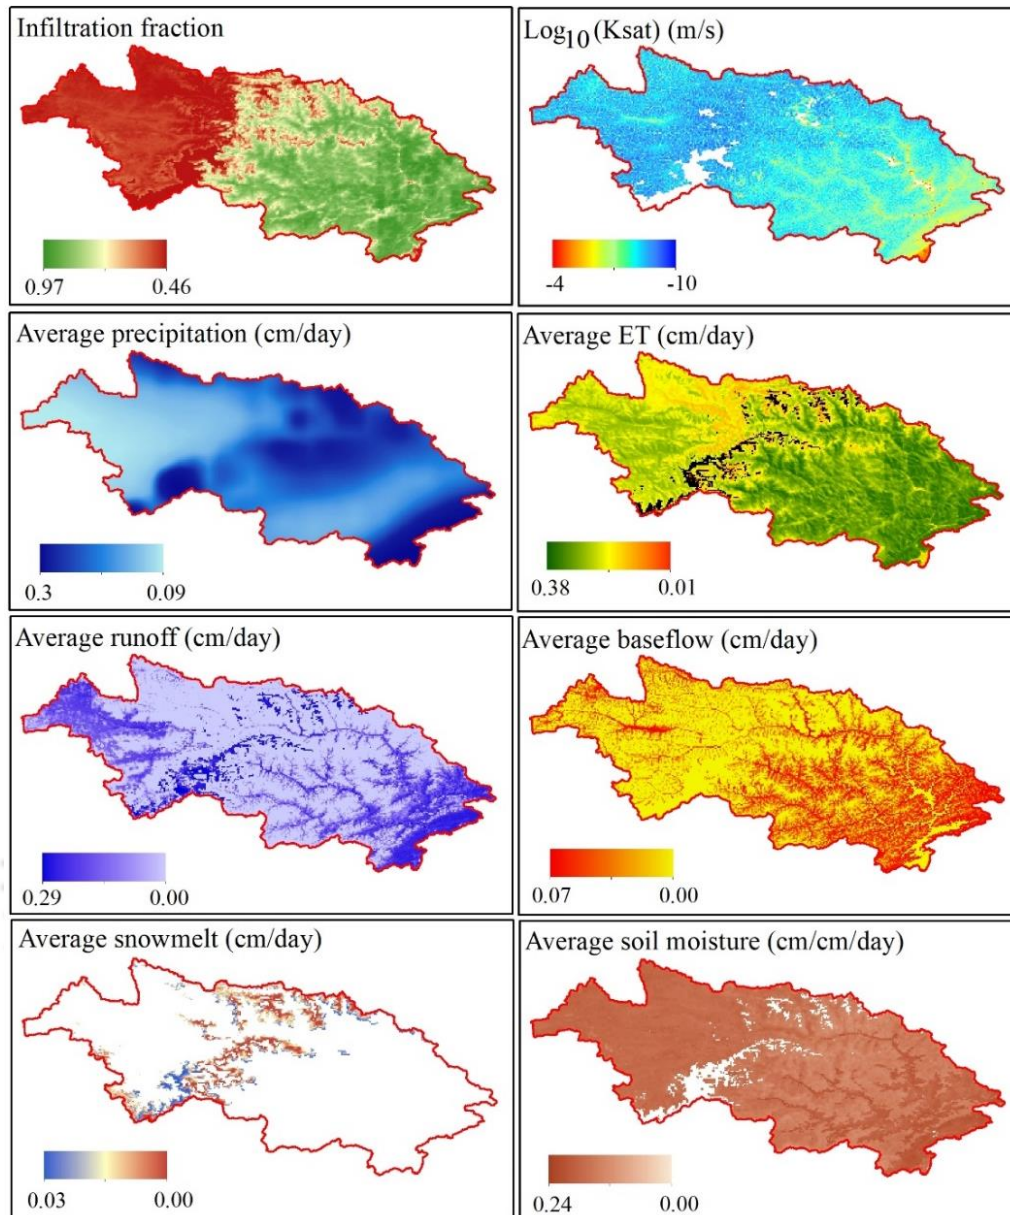 Infiltration fraction
0.97 0.46
Log10 (Ksat) (m/s)
-4 -10
Average precipitation (cm/day)
0.3 0.09
Average ET (cm/day)
0.38 0.01
Average runoff (cm/day)
0.29 0.00
Average baseflow (cm/day)
0.07 0.00
Average snowmelt (cm/day)
0.03 0.00
Average soil moisture (cm/cm/day)
0.24 0.00